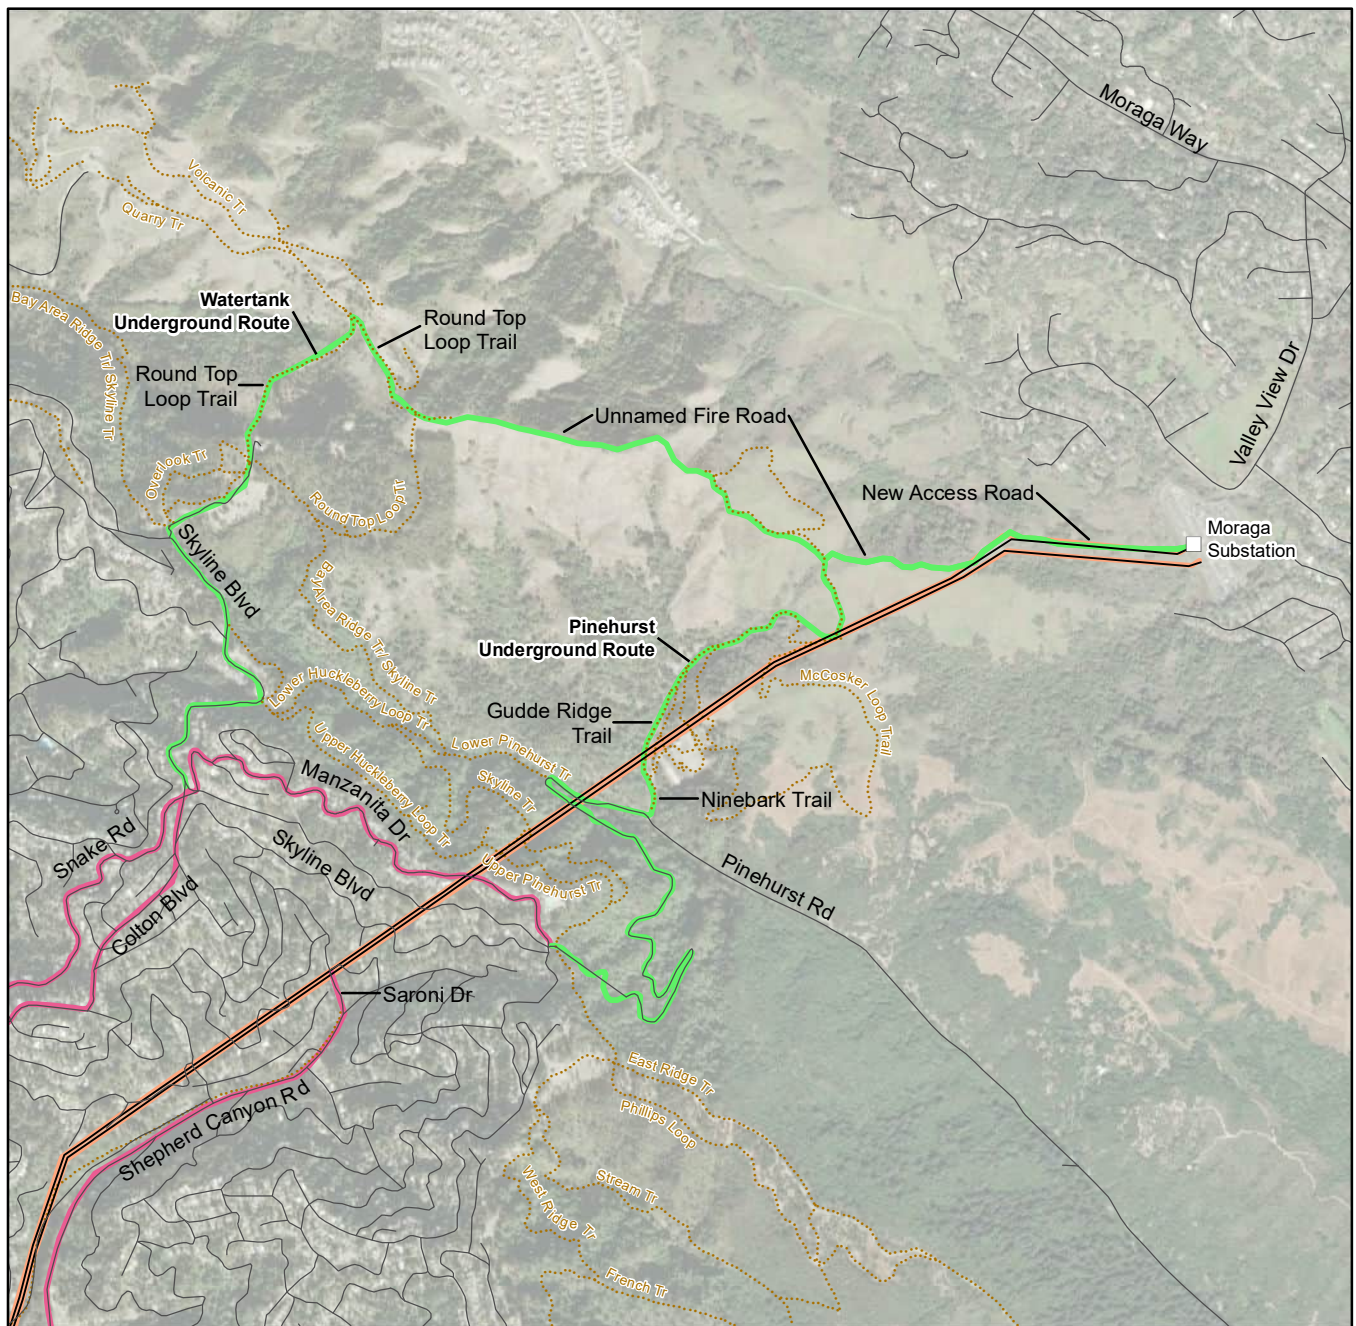 Moraga Way
Volcanic Tr
Quarry Tr
Bay Area Ridge Tr/ Skyline Tr
Watertank
Underground Route
Round Top
Loop Trail
Round Top
Loop Trail
Valley View Dr
Unnamed Fire Road
Overlook Tr
Round Top Loop Tr
New Access Road
Moraga
Substation
Skyline Blvd
Bay Area Ridge Tr/ Skyline Tr
Pinehurst
Underground Route
Lower Huckleberry Loop Tr
McCosker Loop Trail
Gudde Ridge
Trail
Upper Huckleberry Loop Tr
Lower Pinehurst Tr
Skyline Tr
Manzanita Dr
Ninebark Trail
Snake Rd
Skyline Blvd
Upper Pinehurst Tr
Pinehurst Rd
Colton Blvd
Saroni Dr
East Ridge Tr
Shepherd Canyon Rd
Phillips Loop
Stream Tr
West Ridge Tr
French Tr